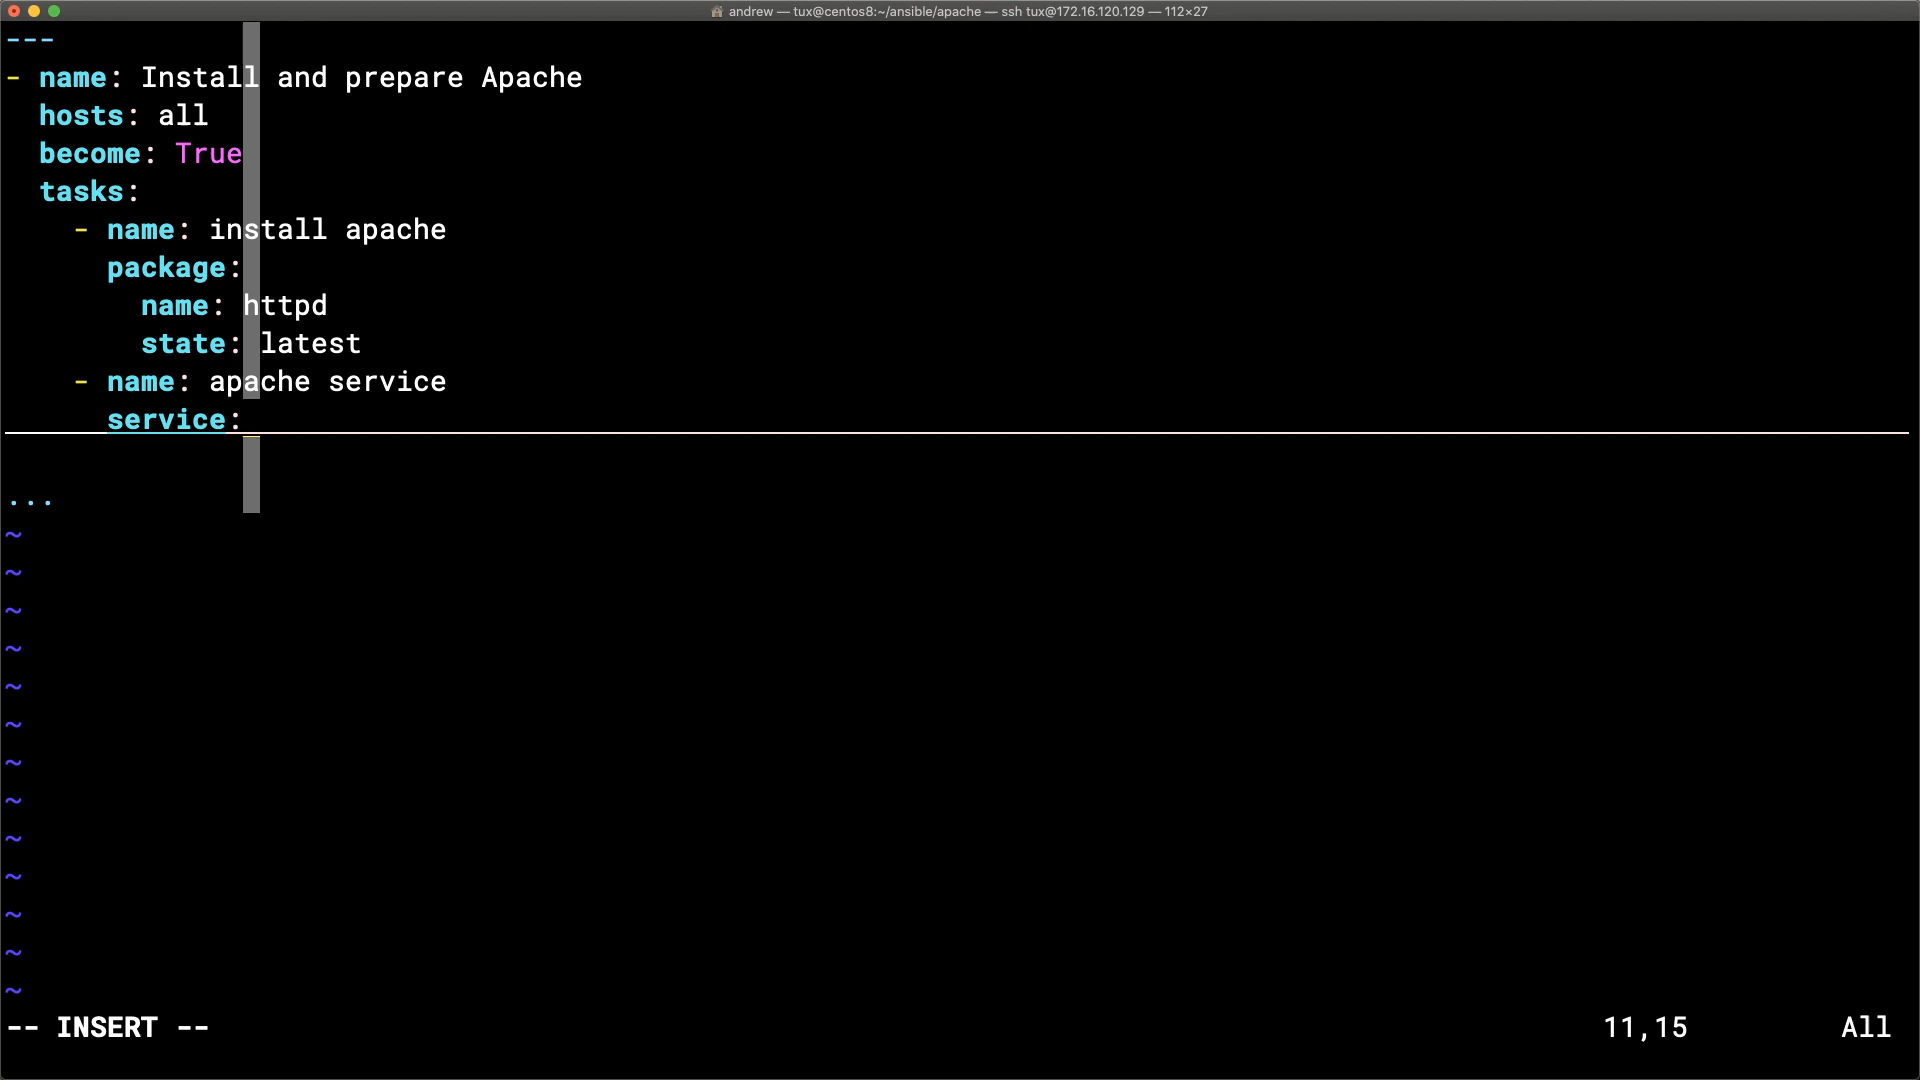 andrew — tux@centos8:~/ansible/apache — ssh tux@172.16.120.129 — 112×27
---
- name: Install and prepare Apache
  hosts: all
  become: True
  tasks:
    - name: install apache
      package:
        name: httpd
        state: latest
    - name: apache service
      service:
...
~
~
~
~
~
~
~
~
~
~
~
~
~
-- INSERT -- 11,15 All